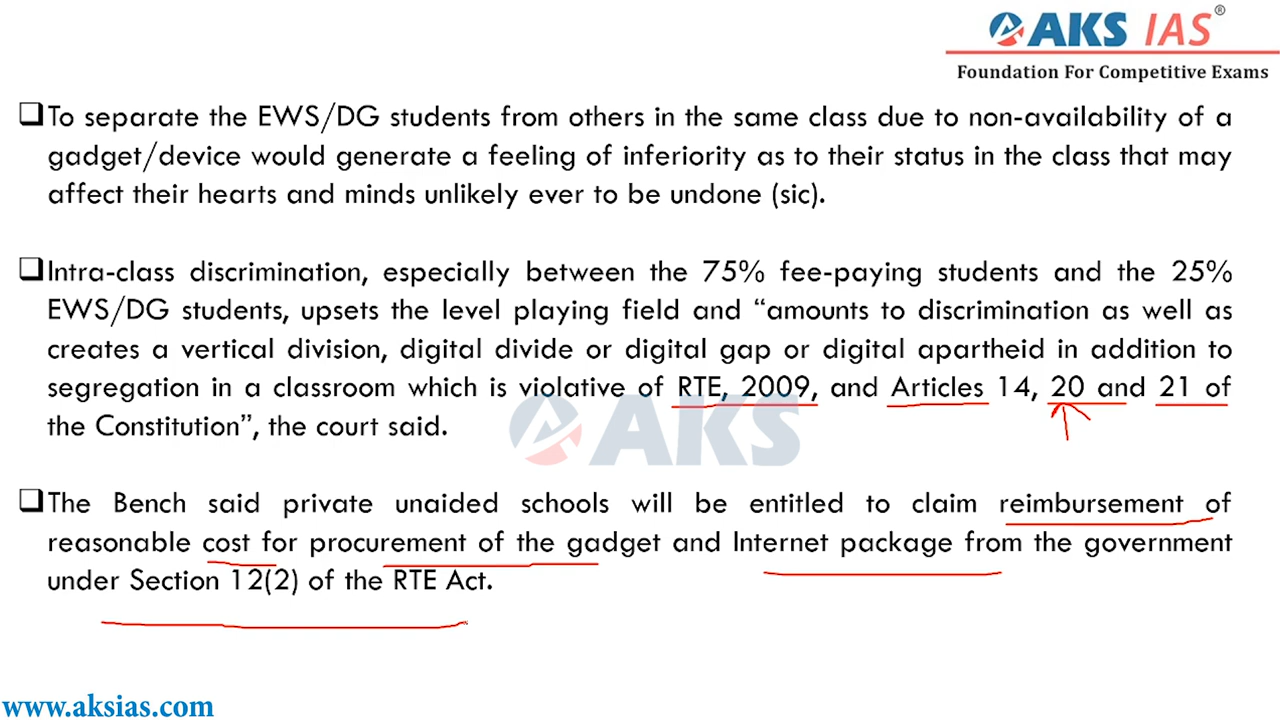 AKS IAS®
Foundation For Competitive Exams
❑To separate the EWS/DG students from others in the same class due to non-availability of a
gadget/device would generate a feeling of inferiority as to their status in the class that may
affect their hearts and minds unlikely ever to be undone (sic).
❑Intra-class discrimination, especially between the 75% fee-paying students and the 25%
EWS/DG students, upsets the level playing field and “amounts to discrimination as well as
creates a vertical division, digital divide or digital gap or digital apartheid in addition to
segregation in a classroom which is violative of RTE, 2009, and Articles 14, 20 and 21 of
the Constitution”, the court said.
AKS
❑The Bench said private unaided schools will be entitled to claim reimbursement of
reasonable cost for procurement of the gadget and Internet package from the government
under Section 12(2) of the RTE Act.
www.aksias.com